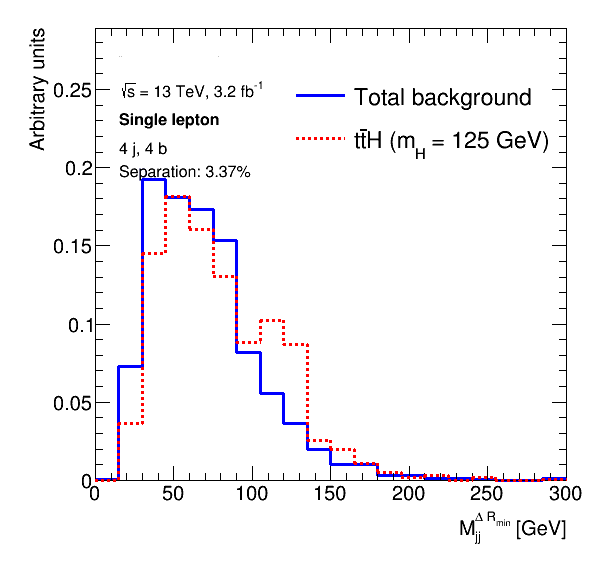 Arbitrary units
0.25
0.2
0.15
0.1
0.05
0
√s = 13 TeV, 3.2 fb⁻¹
Single lepton
4 j, 4 b
Separation: 3.37%
Total background
tt̄H (m_H = 125 GeV)
0 50 100 150 200 250 300
M_jj^{Δ R_min} [GeV]